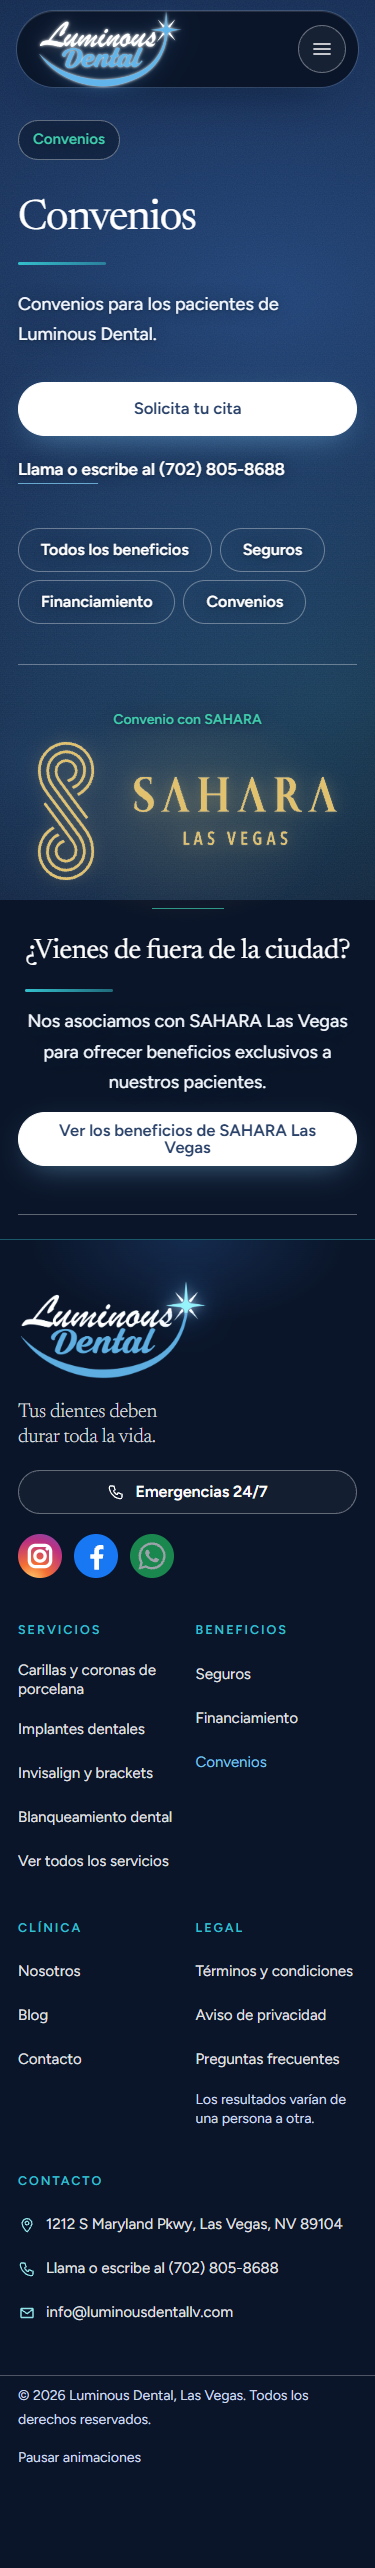 Luminous
Dental
Convenios
Convenios
Convenios para los pacientes de
Luminous Dental.
Solicita tu cita
Llama o escribe al (702) 805-8688
Todos los beneficios
Seguros
Financiamiento
Convenios
Convenio con SAHARA
SAHARA
LAS VEGAS
¿Vienes de fuera de la ciudad?
Nos asociamos con SAHARA Las Vegas
para ofrecer beneficios exclusivos a
nuestros pacientes.
Ver los beneficios de SAHARA Las
Vegas
Luminous
Dental
Tus dientes deben
durar toda la vida.
Emergencias 24/7
SERVICIOS
Carillas y coronas de
porcelana
Implantes dentales
Invisalign y brackets
Blanqueamiento dental
Ver todos los servicios
BENEFICIOS
Seguros
Financiamiento
Convenios
CLÍNICA
Nosotros
Blog
Contacto
LEGAL
Términos y condiciones
Aviso de privacidad
Preguntas frecuentes
Los resultados varían de
una persona a otra.
CONTACTO
1212 S Maryland Pkwy, Las Vegas, NV 89104
Llama o escribe al (702) 805-8688
info@luminousdentallv.com
© 2026 Luminous Dental, Las Vegas. Todos los
derechos reservados.
Pausar animaciones